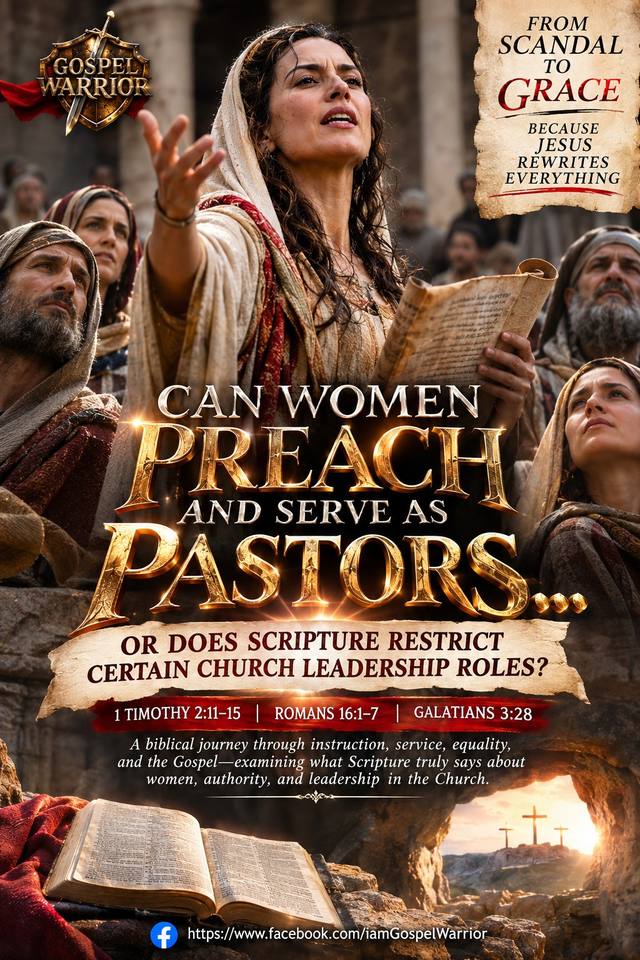 GOSPEL
WARRIOR
FROM
SCANDAL
TO
GRACE
BECAUSE
JESUS
REWRITES
EVERYTHING
CAN WOMEN
PREACH
AND SERVE AS
PASTORS...
OR DOES SCRIPTURE RESTRICT
CERTAIN CHURCH LEADERSHIP ROLES?
1 TIMOTHY 2:11–15 | ROMANS 16:1–7 | GALATIANS 3:28
A biblical journey through instruction, service, equality,
and the Gospel—examining what Scripture truly says about
women, authority, and leadership in the Church.
https://www.facebook.com/iamGospelWarrior